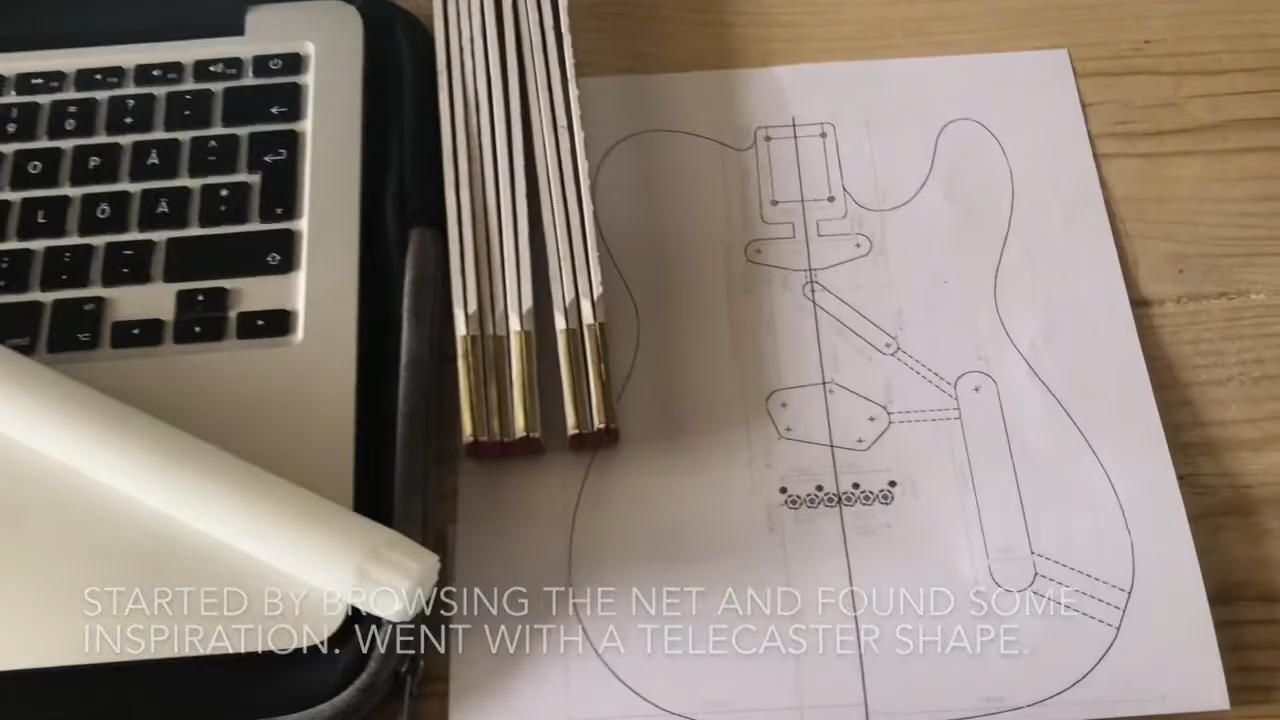 O P Å
L Ö Ä
STARTED BY BROWSING THE NET AND FOUND SOME
INSPIRATION. WENT WITH A TELECASTER SHAPE.